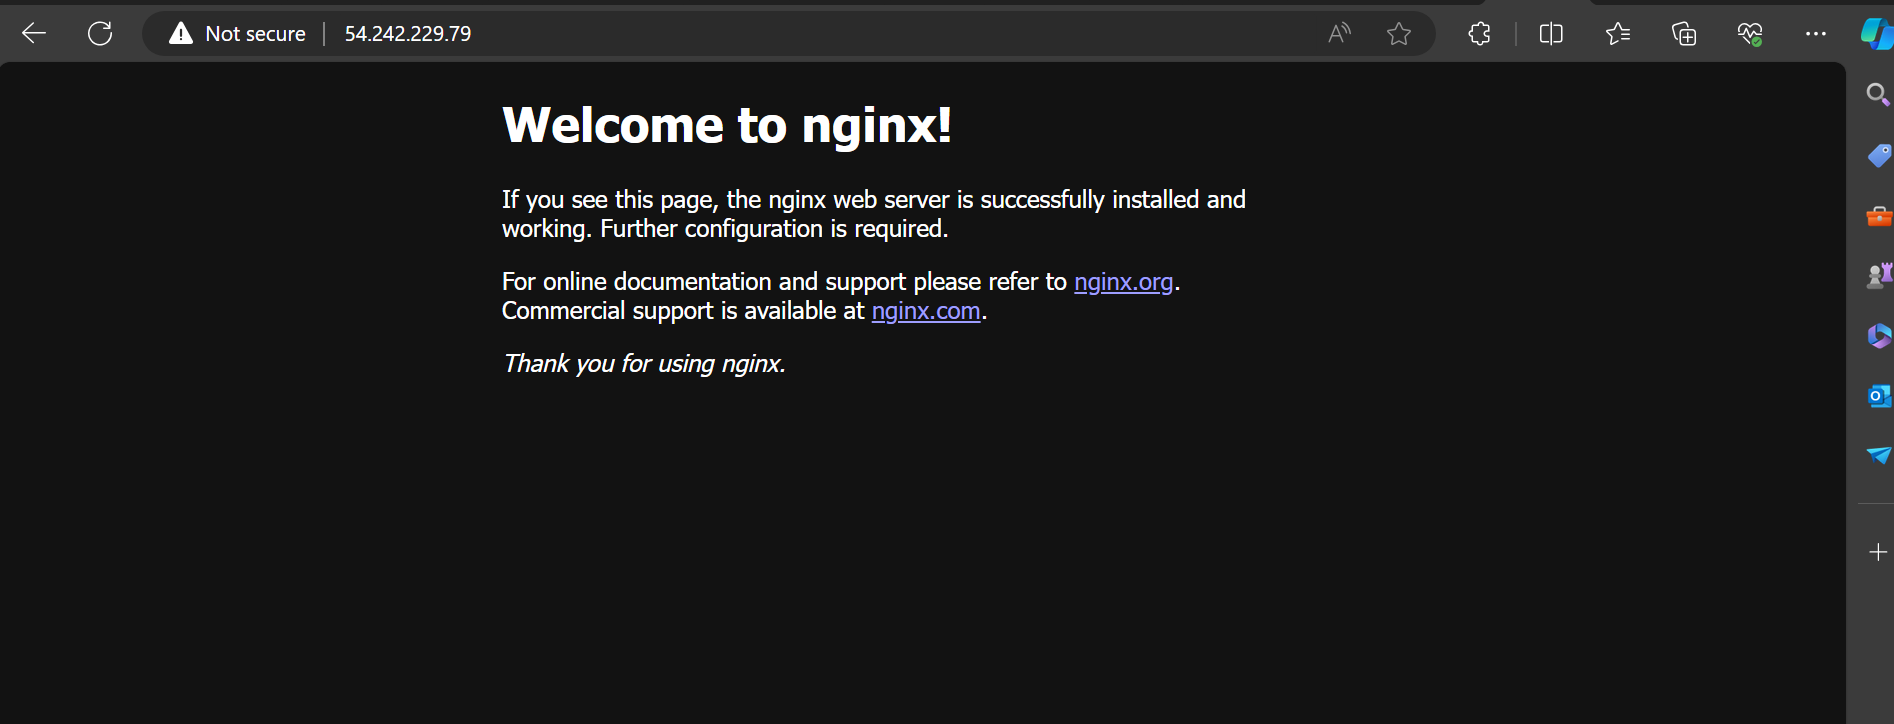 Not secure | 54.242.229.79
Welcome to nginx!
If you see this page, the nginx web server is successfully installed and
working. Further configuration is required.
For online documentation and support please refer to nginx.org.
Commercial support is available at nginx.com.
Thank you for using nginx.